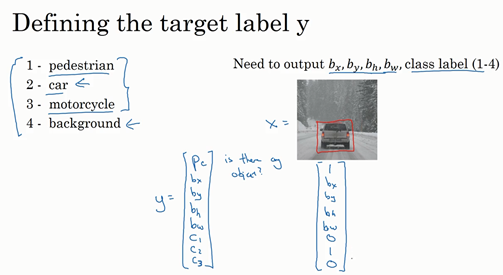 Defining the target label y
1 - pedestrian
2 - car
3 - motorcycle
4 - background
Need to output bx, by, bh, bw, class label (1-4)
x =
y =
pc
bx
by
bh
bw
c1
c2
c3
is there any
object?
1
bx
by
bh
bw
0
1
0